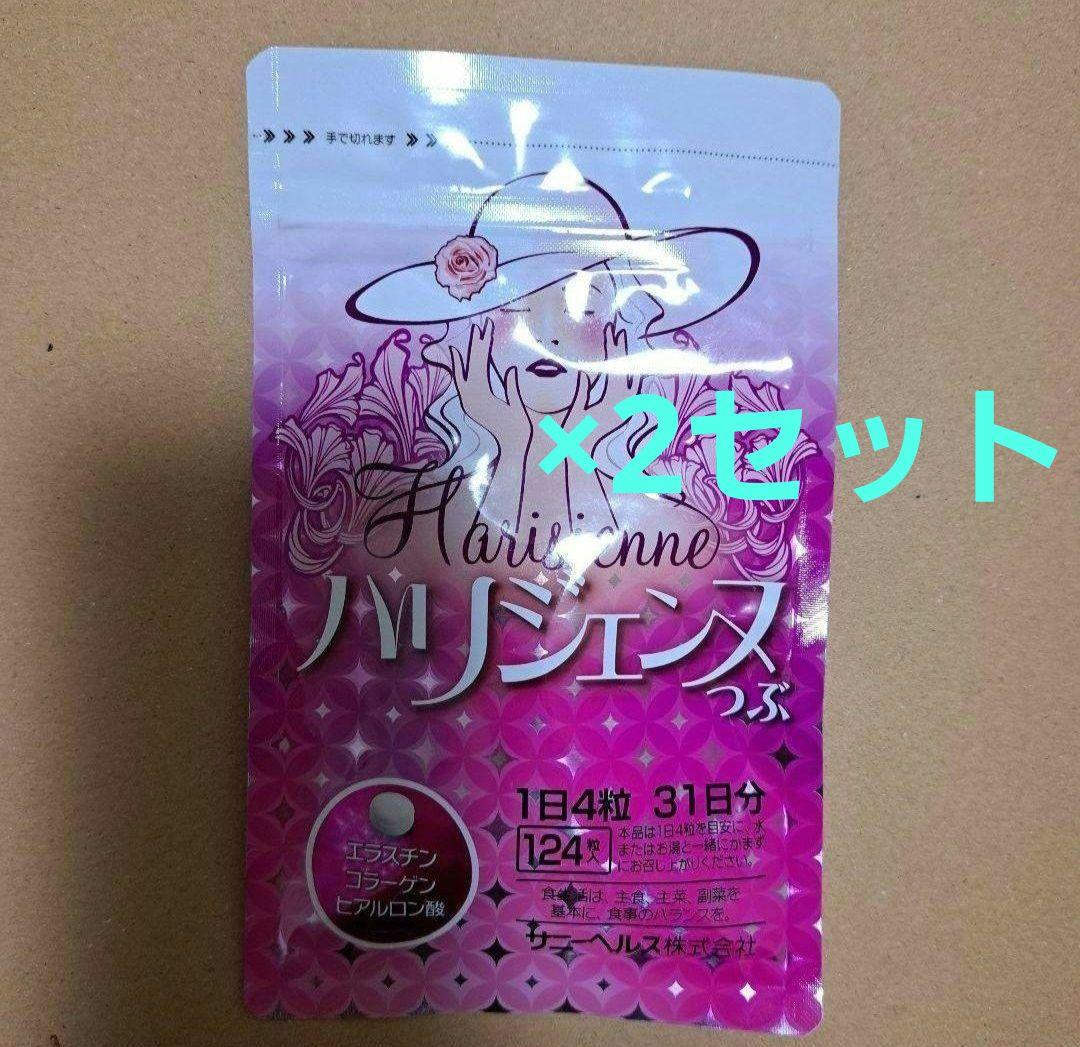 手で切れます
×2セット
Harisienne
ハリジェンヌ
つぶ
1日4粒 31日分
124粒入
本品は1日4粒を目安に、水
またはお湯と一緒にかまず
にお召し上がりください。
エラスチン
コラーゲン
ヒアルロン酸
食生活は、主食、主菜、副菜を
基本に、食事のバランスを。
サニーヘルス株式会社